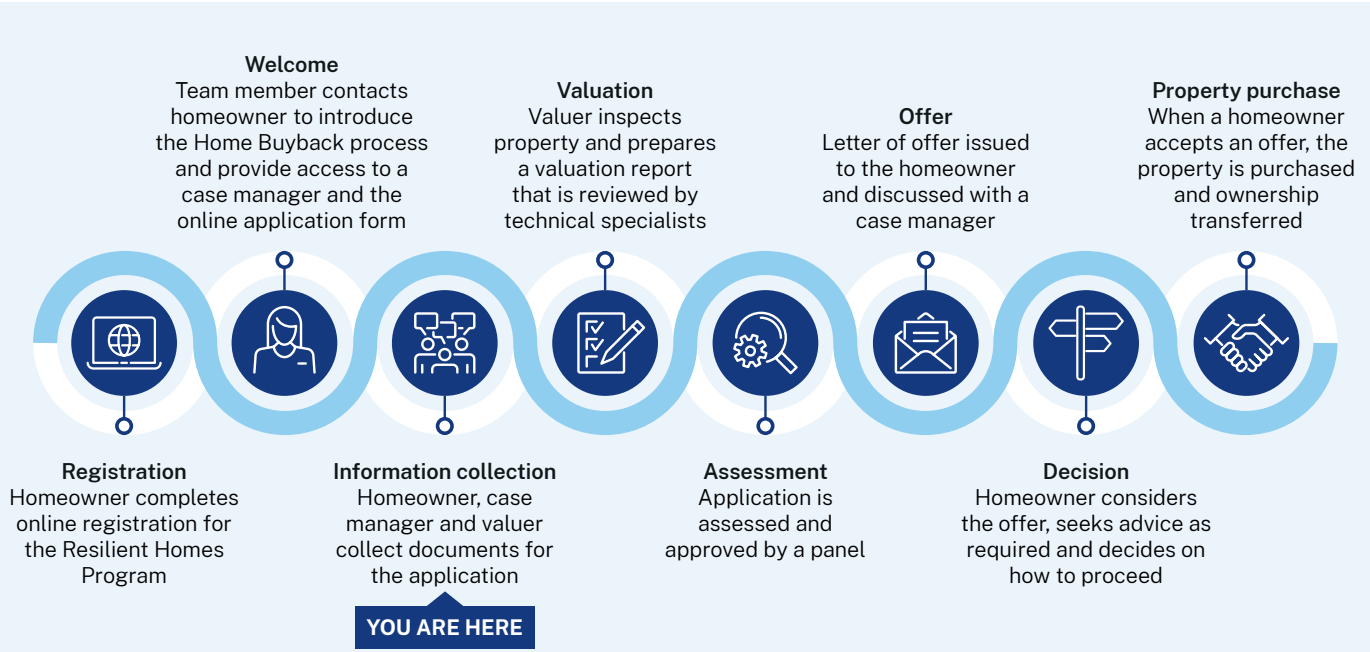 Registration
Homeowner completes
online registration for
the Resilient Homes
Program
Welcome
Team member contacts
homeowner to introduce
the Home Buyback process
and provide access to a
case manager and the
online application form
Information collection
Homeowner, case
manager and valuer
collect documents for
the application
YOU ARE HERE
Valuation
Valuer inspects
property and prepares
a valuation report
that is reviewed by
technical specialists
Assessment
Application is
assessed and
approved by a panel
Offer
Letter of offer issued
to the homeowner
and discussed with a
case manager
Decision
Homeowner considers
the offer, seeks advice as
required and decides on
how to proceed
Property purchase
When a homeowner
accepts an offer, the
property is purchased
and ownership
transferred